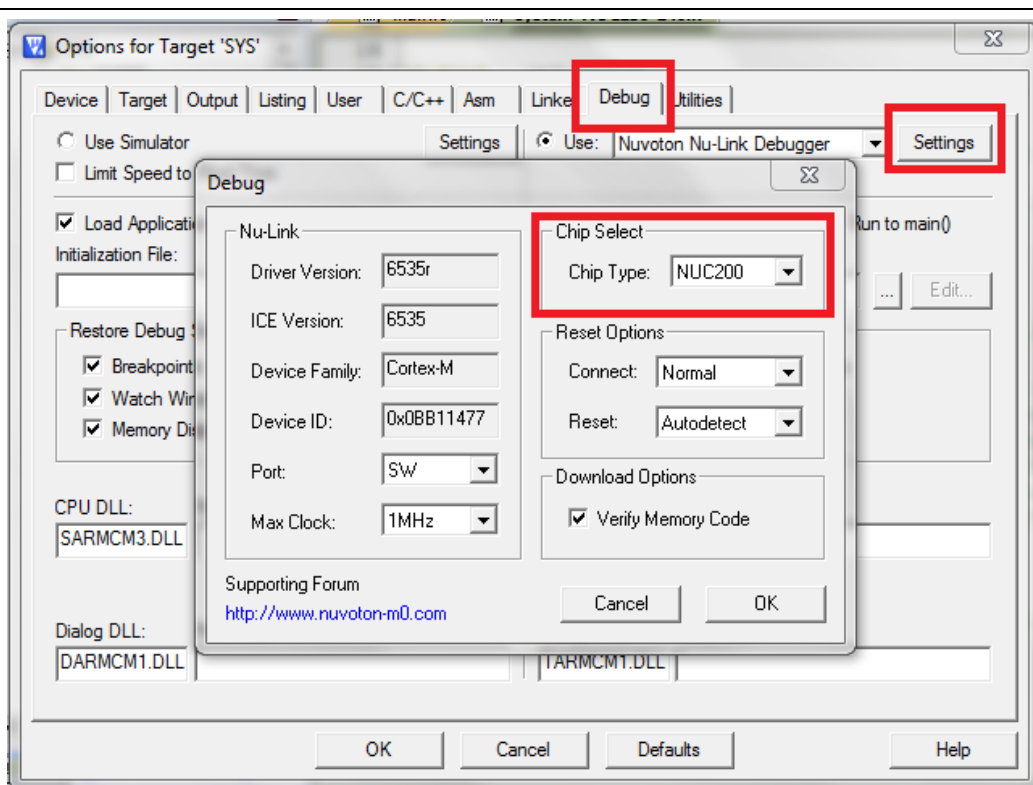 Options for Target 'SYS'
Device Target Output Listing User C/C++ Asm Linke Debug Utilities
Use Simulator Settings Use: Nuvoton Nu-Link Debugger Settings
Limit Speed to
Debug
Load Applicati Run to main()
Initialization File:
... Edit...
Nu-Link
Driver Version: 6535r
ICE Version: 6535
Device Family: Cortex-M
Device ID: 0x0BB11477
Port: SW
Max Clock: 1MHz
Chip Select
Chip Type: NUC200
Reset Options
Connect: Normal
Reset: Autodetect
Download Options
Verify Memory Code
Supporting Forum
http://www.nuvoton-m0.com
Cancel OK
Restore Debug
Breakpoint
Watch Wir
Memory Di
CPU DLL:
SARMCM3.DLL
Dialog DLL:
DARMCM1.DLL TARMCM1.DLL
OK Cancel Defaults Help